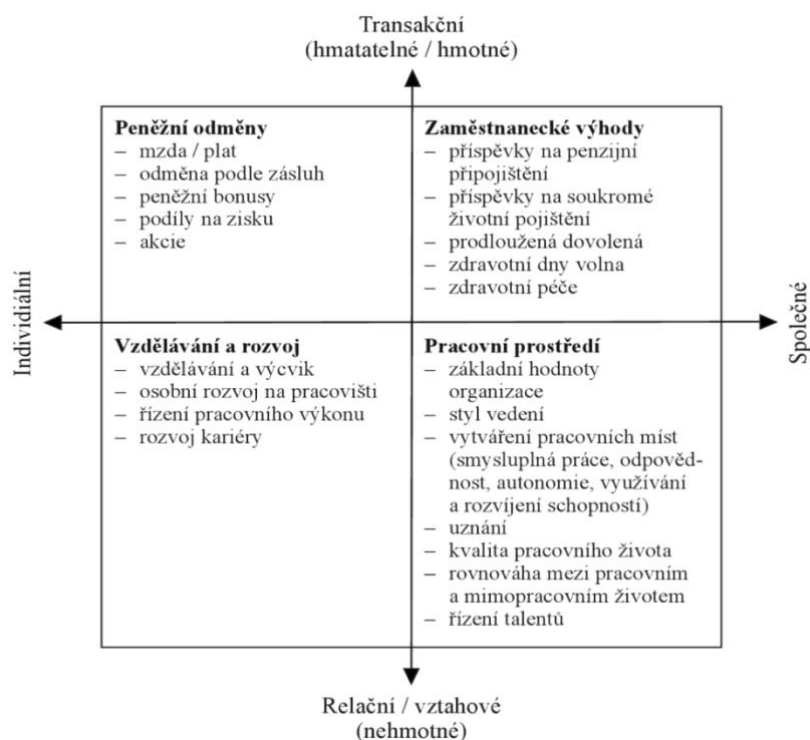 Transakční
(hmatatelné / hmotné)
Peněžní odměny
– mzda / plat
– odměna podle zásluh
– peněžní bonusy
– podíly na zisku
– akcie
Zaměstnanecké výhody
– příspěvky na penzijní
připojištění
– příspěvky na soukromé
životní pojištění
– prodloužená dovolená
– zdravotní dny volna
– zdravotní péče
Individiální
Společné
Vzdělávání a rozvoj
– vzdělávání a výcvik
– osobní rozvoj na pracovišti
– řízení pracovního výkonu
– rozvoj kariéry
Pracovní prostředí
– základní hodnoty
organizace
– styl vedení
– vytváření pracovních míst
(smysluplná práce, odpověd-
nost, autonomie, využívání
a rozvíjení schopností)
– uznání
– kvalita pracovního života
– rovnováha mezi pracovním
a mimopracovním životem
– řízení talentů
Relační / vztahové
(nehmotné)